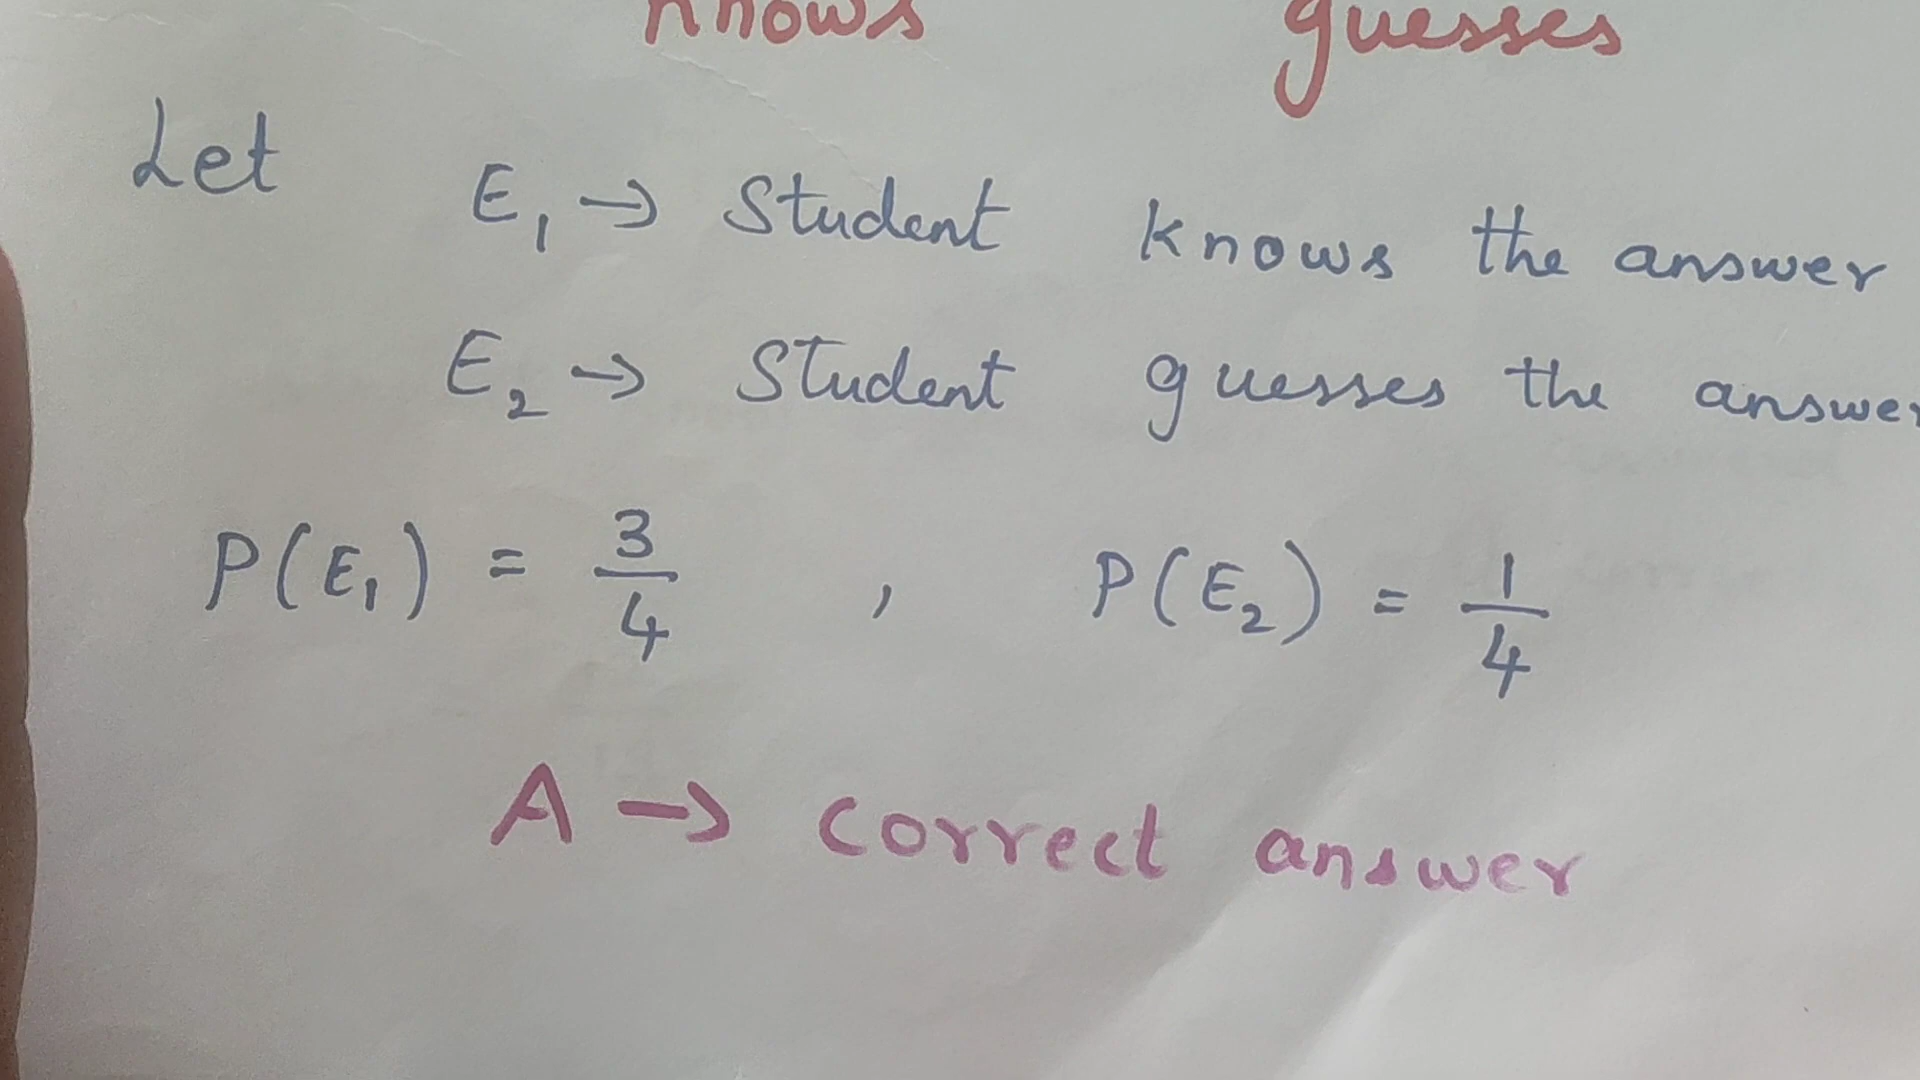 knows guesses
Let E₁ → Student knows the answer
E₂ → Student guesses the answer
P(E₁) = 3/4 , P(E₂) = 1/4
A → correct answer